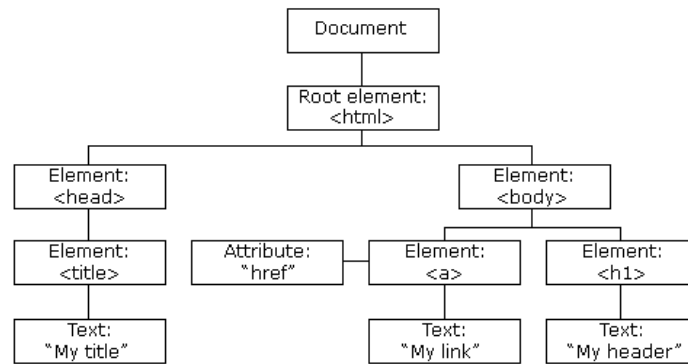 Document
Root element:
<html>
Element:
<head>
Element:
<body>
Element:
<title>
Attribute:
“href”
Element:
<a>
Element:
<h1>
Text:
“My title”
Text:
“My link”
Text:
“My header”